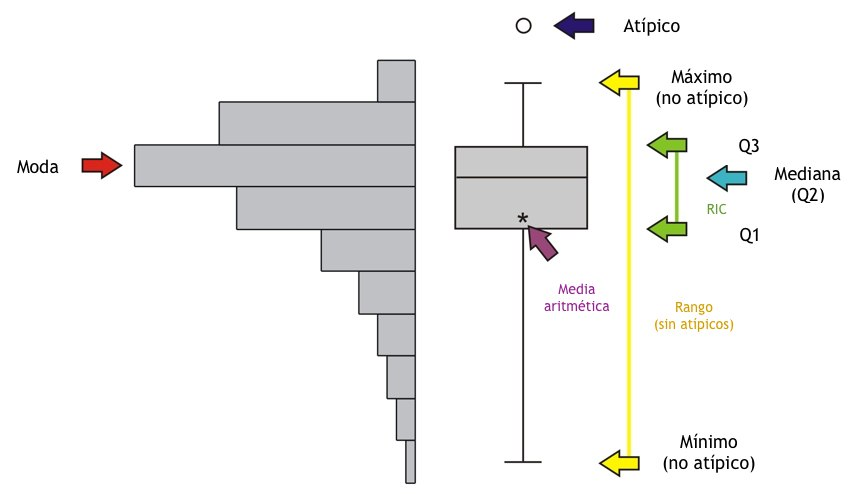 Atípico
Máximo
(no atípico)
Q3
Moda
Mediana
(Q2)
RIC
*
Q1
Media
aritmética
Rango
(sin atípicos)
Mínimo
(no atípico)